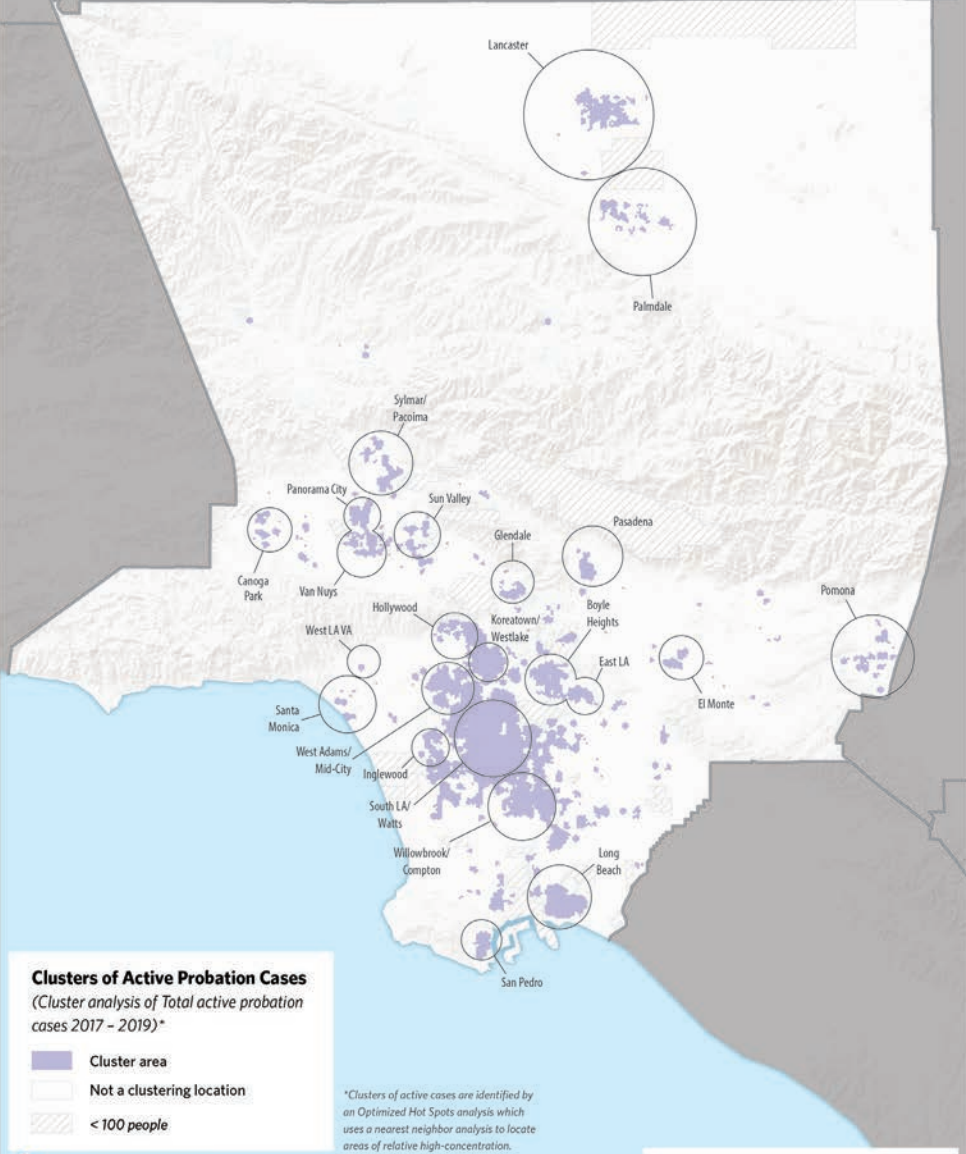 Lancaster
Palmdale
Sylmar/
Pacoima
Panorama City
Sun Valley
Glendale
Pasadena
Canoga
Park
Van Nuys
Hollywood
Koreatown/
Westlake
Boyle
Heights
Pomona
West LA VA
East LA
El Monte
Santa
Monica
West Adams/
Mid-City
Inglewood
South LA/
Watts
Willowbrook/
Compton
Long
Beach
San Pedro
Clusters of Active Probation Cases
(Cluster analysis of Total active probation
cases 2017 – 2019)*
Cluster area
Not a clustering location
< 100 people
*Clusters of active cases are identified by
an Optimized Hot Spots analysis which
uses a nearest neighbor analysis to locate
areas of relative high-concentration.